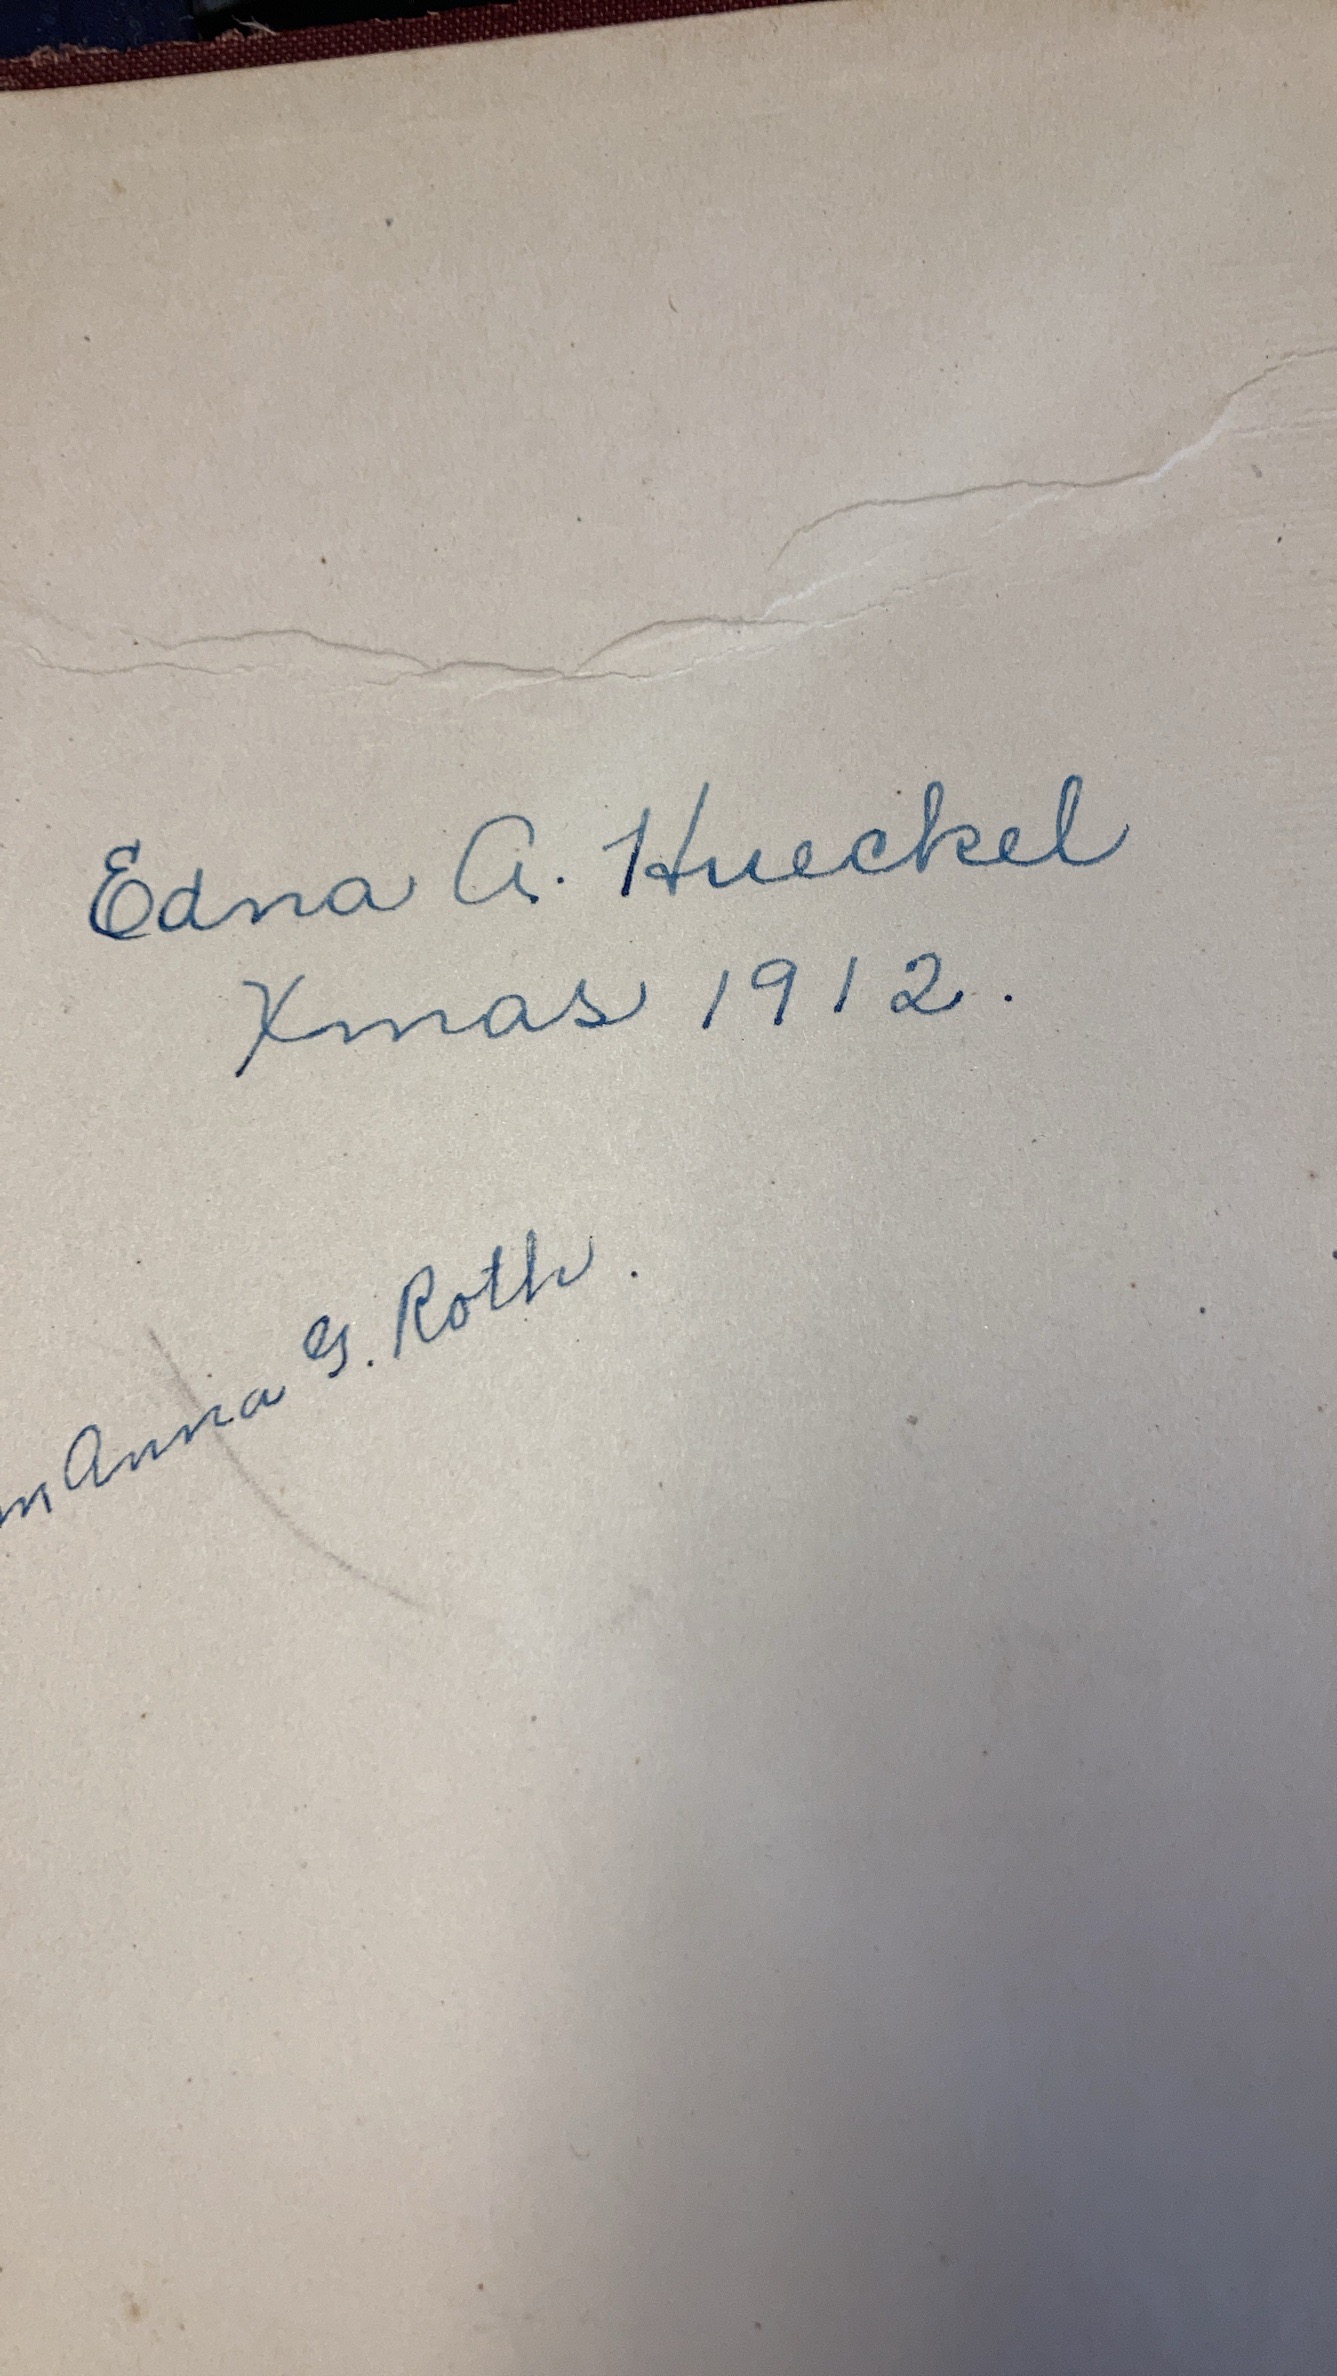 Edna A. Hueckel
Xmas 1912.
Anna G. Roth.